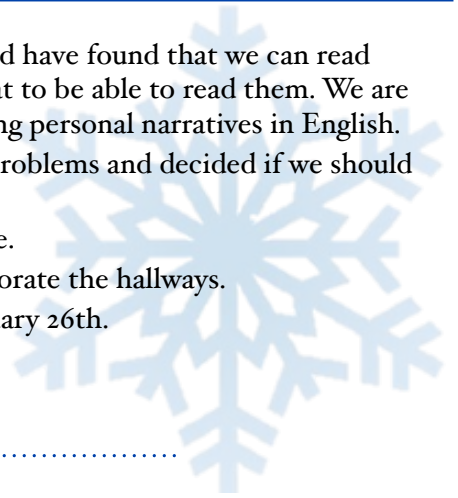 d have found that we can read
t to be able to read them. We are
ng personal narratives in English.
roblems and decided if we should
e.
orate the hallways.
ary 26th.